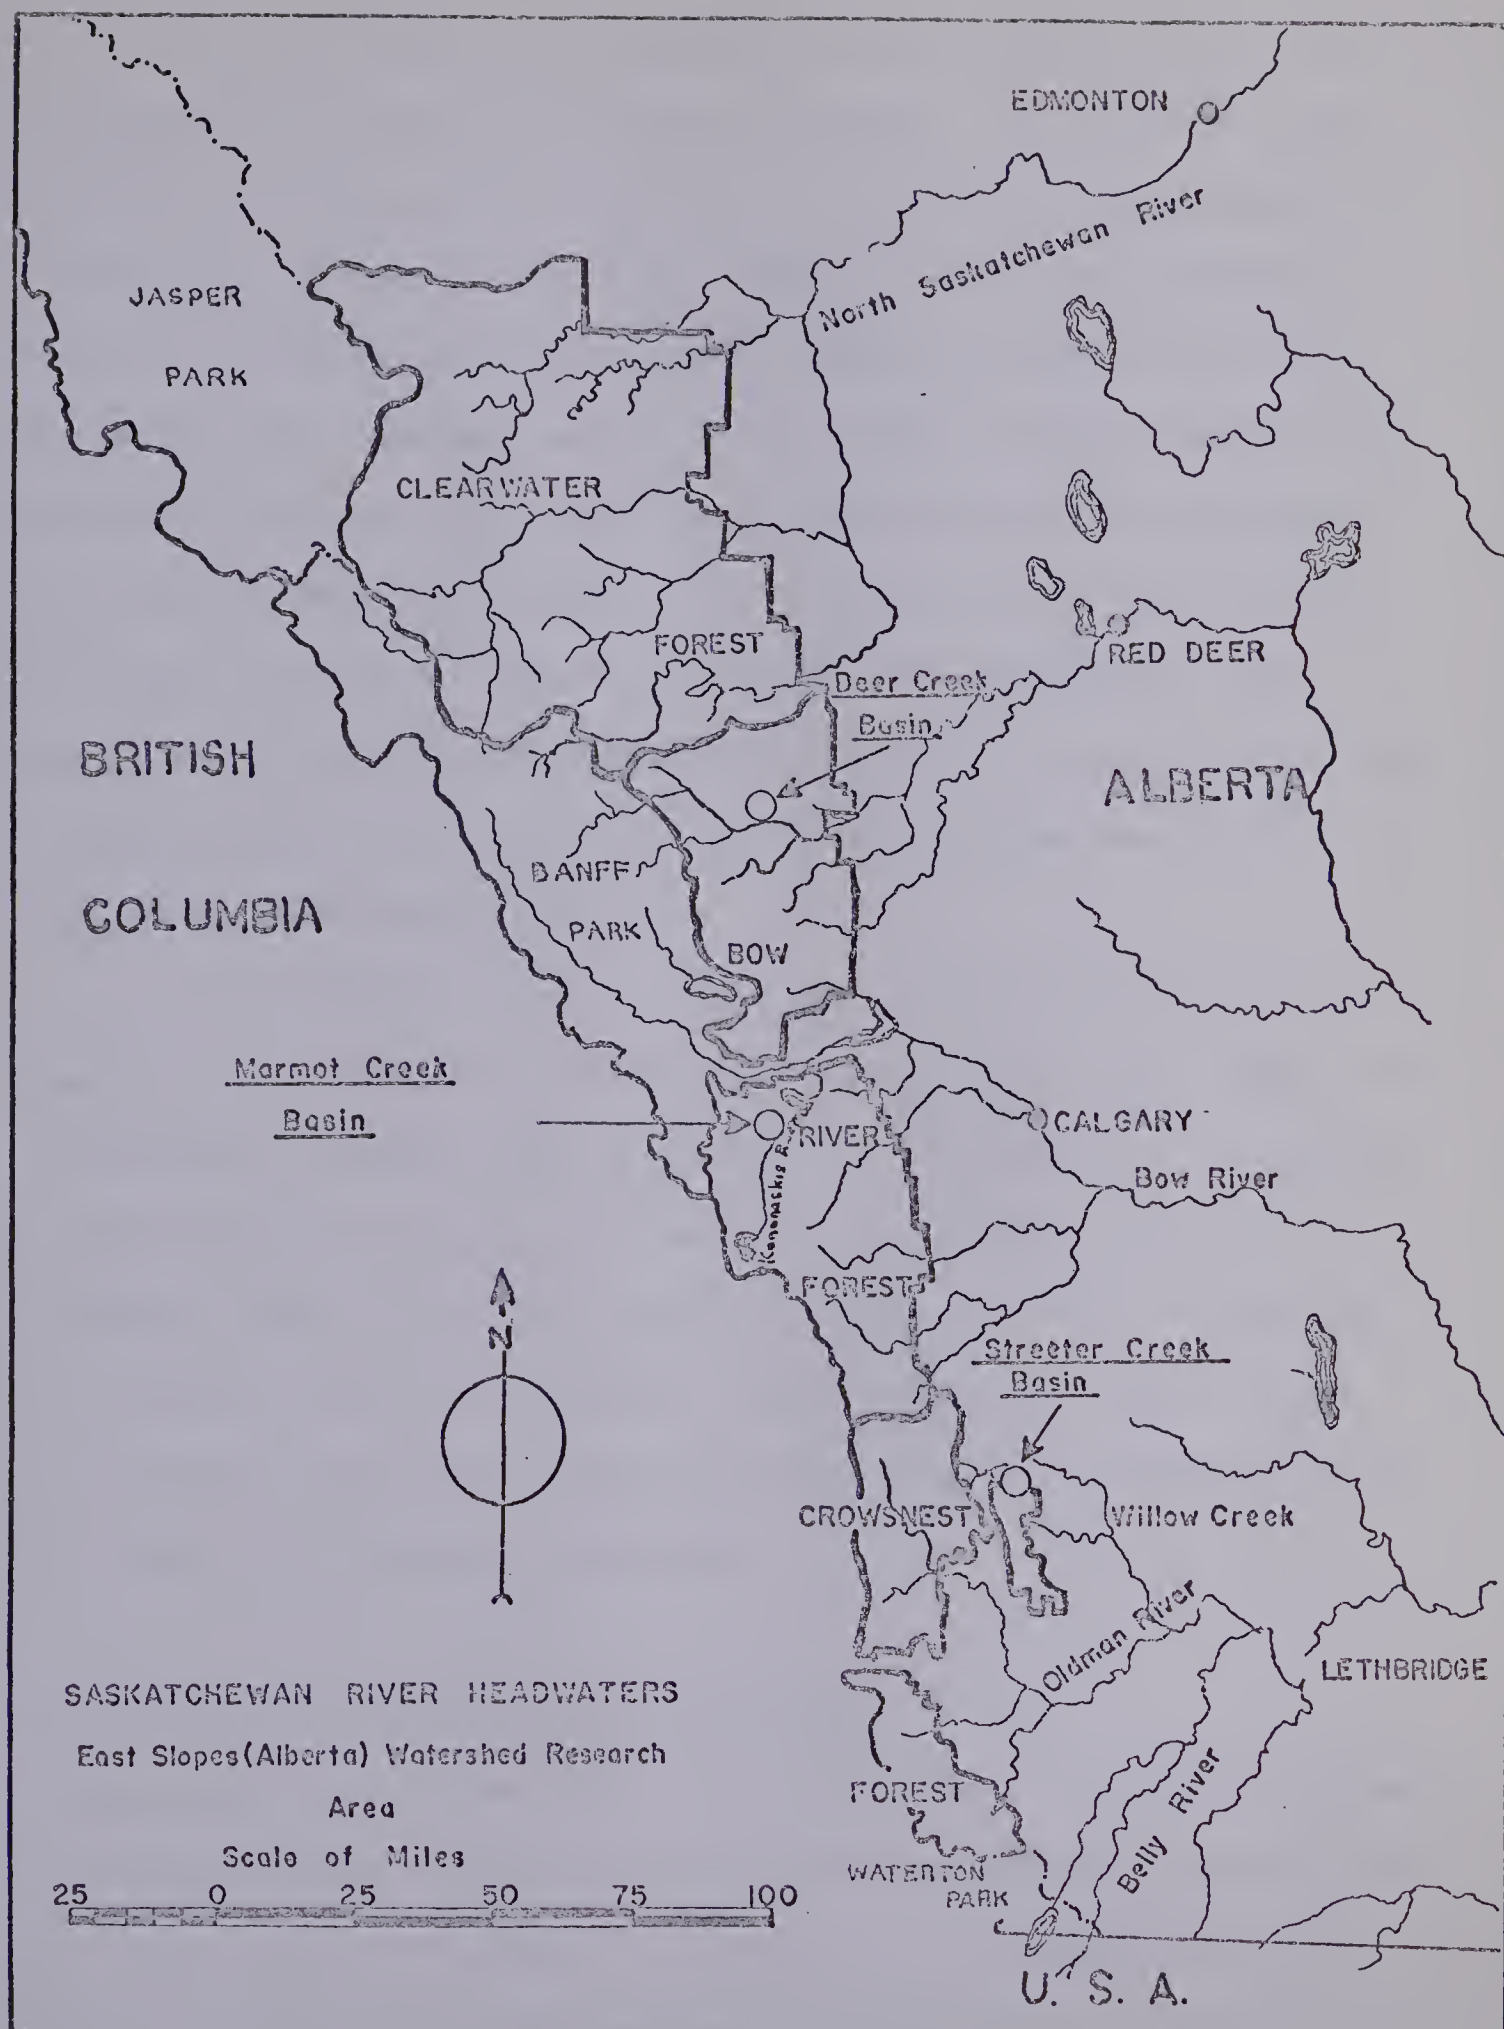 EDMONTON
North Saskatchewan River
JASPER
PARK
CLEARWATER
FOREST
RED DEER
Deer Creek
Basin
BRITISH
COLUMBIA
ALBERTA
BANFF
PARK
BOW
Marmot Creek
Basin
RIVER
CALGARY
Kananaskis R.
Bow River
FOREST
N
Streeter Creek
Basin
CROWSNEST
Willow Creek
Oldman River
LETHBRIDGE
SASKATCHEWAN RIVER HEADWATERS
East Slopes (Alberta) Watershed Research
Area
Scale of Miles
25 0 25 50 75 100
FOREST
WATERTON
PARK
Belly River
U. S. A.